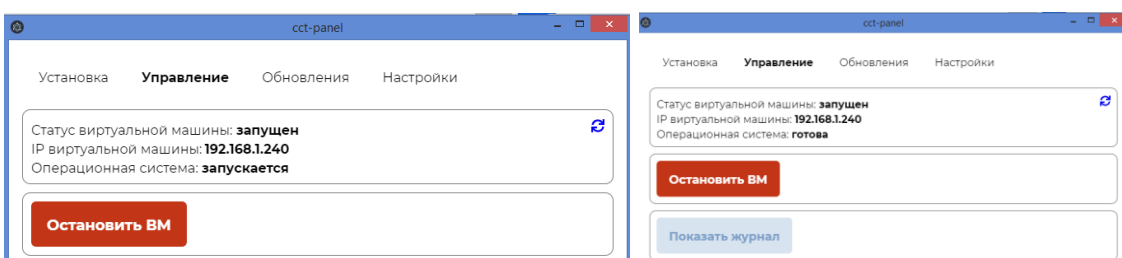 cct-panel
Установка Управление Обновления Настройки
Статус виртуальной машины: запущен
IP виртуальной машины: 192.168.1.240
Операционная система: запускается
Остановить ВМ
cct-panel
Установка Управление Обновления Настройки
Статус виртуальной машины: запущен
IP виртуальной машины: 192.168.1.240
Операционная система: готова
Остановить ВМ
Показать журнал